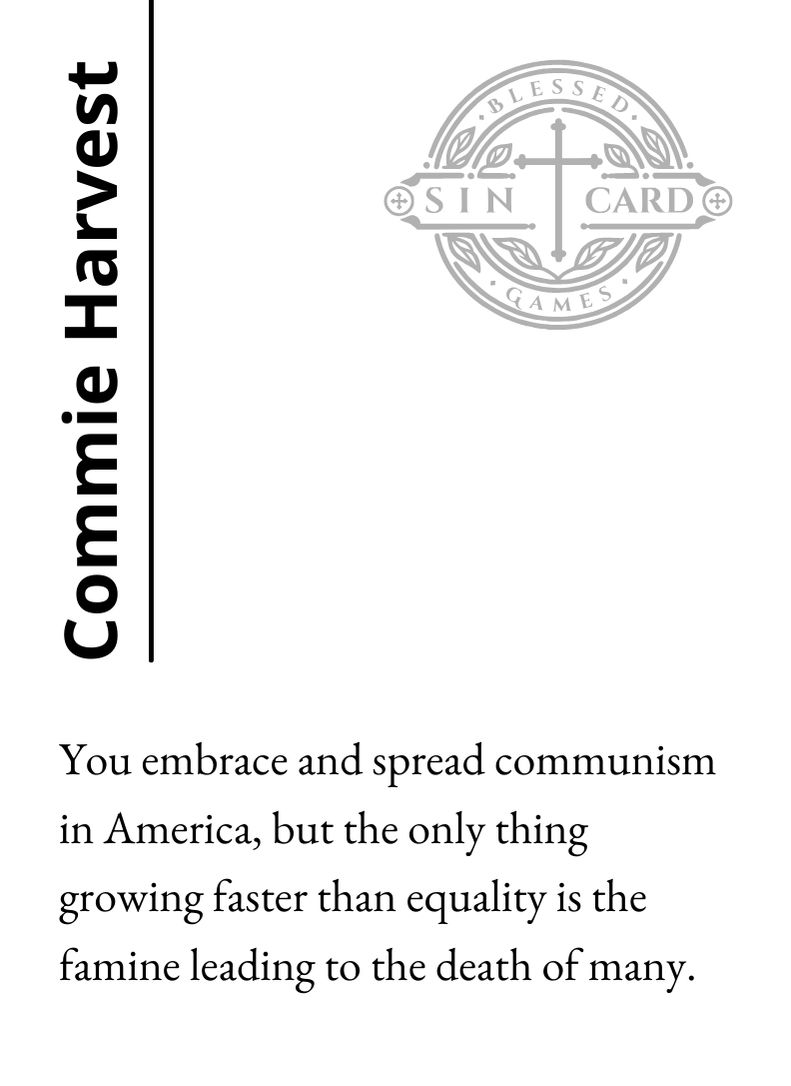 Commie Harvest
BLESSED
SIN CARD
GAMES
You embrace and spread communism
in America, but the only thing
growing faster than equality is the
famine leading to the death of many.